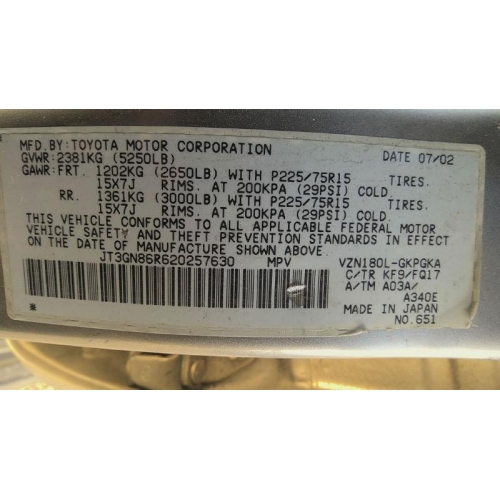 MFD.BY:TOYOTA MOTOR CORPORATION
GVWR:2381KG (5250LB) DATE 07/02
GAWR:FRT. 1202KG (2650LB) WITH P225/75R15 TIRES.
15X7J RIMS. AT 200KPA (29PSI) COLD.
RR. 1361KG (3000LB) WITH P225/75R15 TIRES.
15X7J RIMS. AT 200KPA (29PSI) COLD.
THIS VEHICLE CONFORMS TO ALL APPLICABLE FEDERAL MOTOR
VEHICLE SAFETY AND THEFT PREVENTION STANDARDS IN EFFECT
ON THE DATE OF MANUFACTURE SHOWN ABOVE.
JT3GN86R620257630 MPV VZN180L-GKPGKA
C/TR KF9/FQ17
A/TM A03A/
A340E
MADE IN JAPAN
NO.651